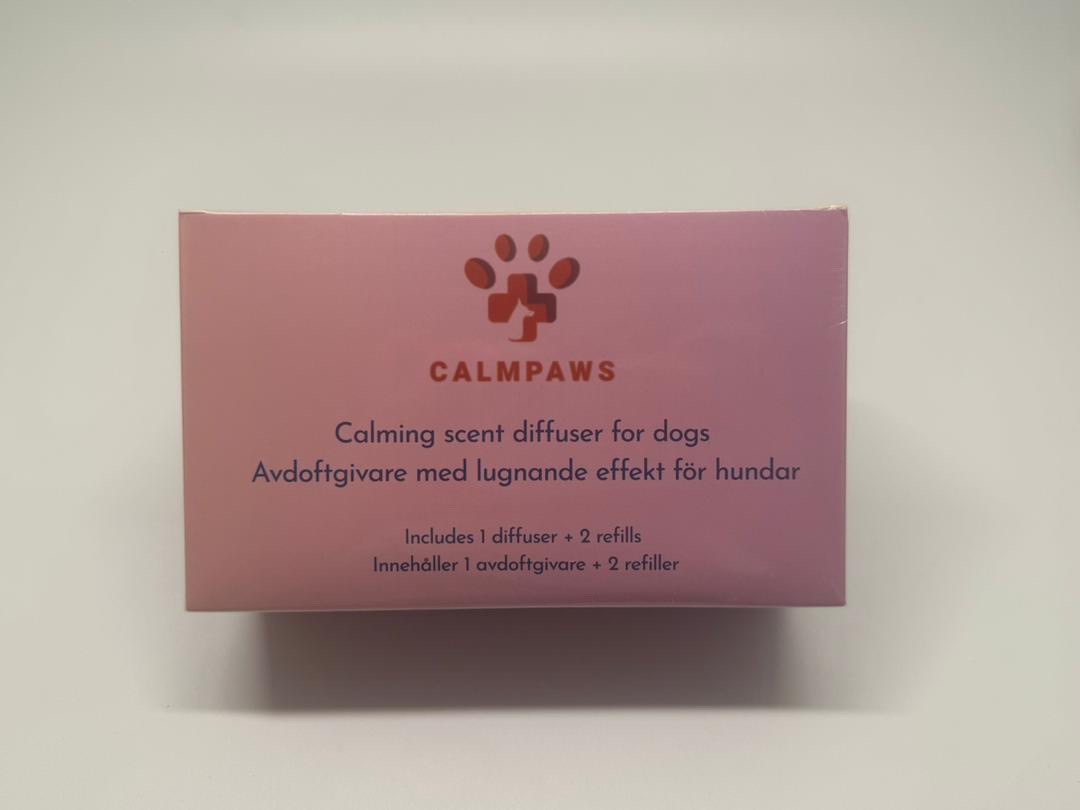 CALMPAWS
Calming scent diffuser for dogs
Avdoftgivare med lugnande effekt för hundar
Includes 1 diffuser + 2 refills
Innehåller 1 avdoftgivare + 2 refiller